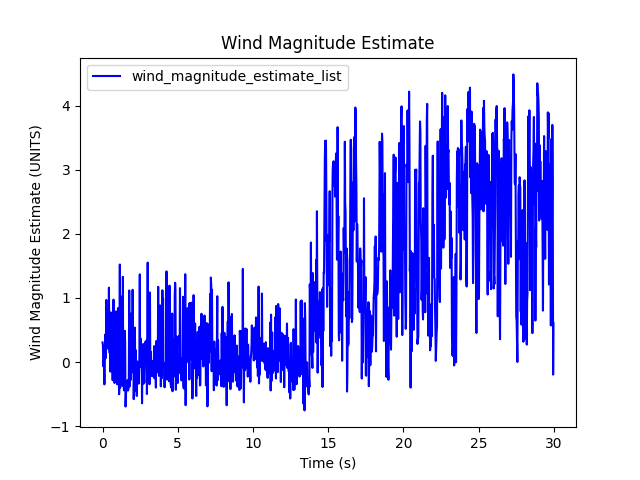 Wind Magnitude Estimate
wind_magnitude_estimate_list
Wind Magnitude Estimate (UNITS)
4
3
2
1
0
−1
0 5 10 15 20 25 30
Time (s)